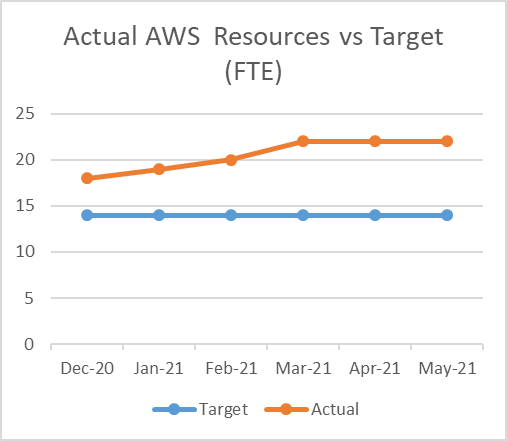 Actual AWS  Resources vs Target
(FTE)
25
20
15
10
5
0
Dec-20 Jan-21 Feb-21 Mar-21 Apr-21 May-21
Target Actual